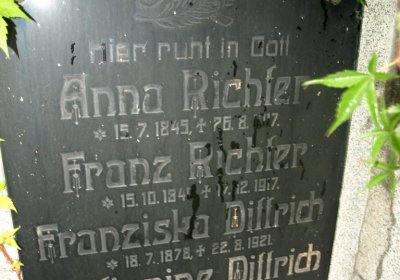 Hier ruht in Gott
Anna Richter
* 15. 7. 1845, + 26. 8.
Franz Richter
* 15. 10. + 12. 1917.
Franziska Dittrich
* 18. 7. 1878, + 22. 8. 1921.
Dittrich